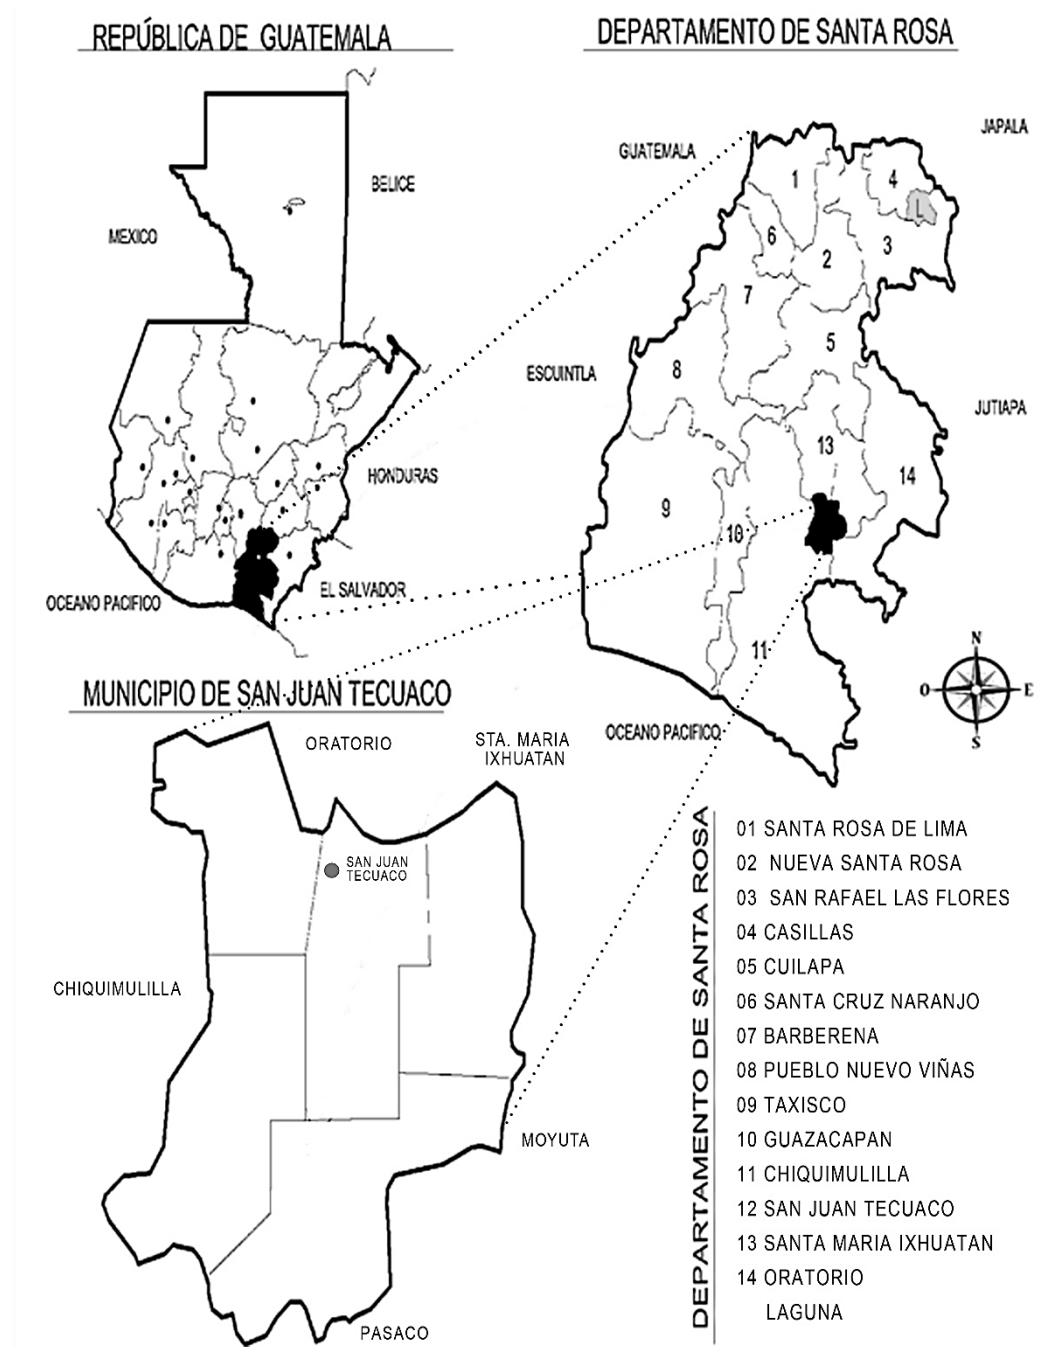 REPÚBLICA DE GUATEMALA
DEPARTAMENTO DE SANTA ROSA
BELICE
MEXICO
HONDURAS
EL SALVADOR
OCEANO PACIFICO
GUATEMALA
JAPALA
ESCUINTLA
JUTIAPA
OCEANO PACIFICO
1
4
L
6
2
3
7
5
8
13
14
9
10
11
N
O
E
S
MUNICIPIO DE SAN JUAN TECUACO
ORATORIO
STA. MARIA
IXHUATAN
SAN JUAN
TECUACO
CHIQUIMULILLA
MOYUTA
PASACO
DEPARTAMENTO DE SANTA ROSA
01 SANTA ROSA DE LIMA
02 NUEVA SANTA ROSA
03 SAN RAFAEL LAS FLORES
04 CASILLAS
05 CUILAPA
06 SANTA CRUZ NARANJO
07 BARBERENA
08 PUEBLO NUEVO VIÑAS
09 TAXISCO
10 GUAZACAPAN
11 CHIQUIMULILLA
12 SAN JUAN TECUACO
13 SANTA MARIA IXHUATAN
14 ORATORIO
LAGUNA